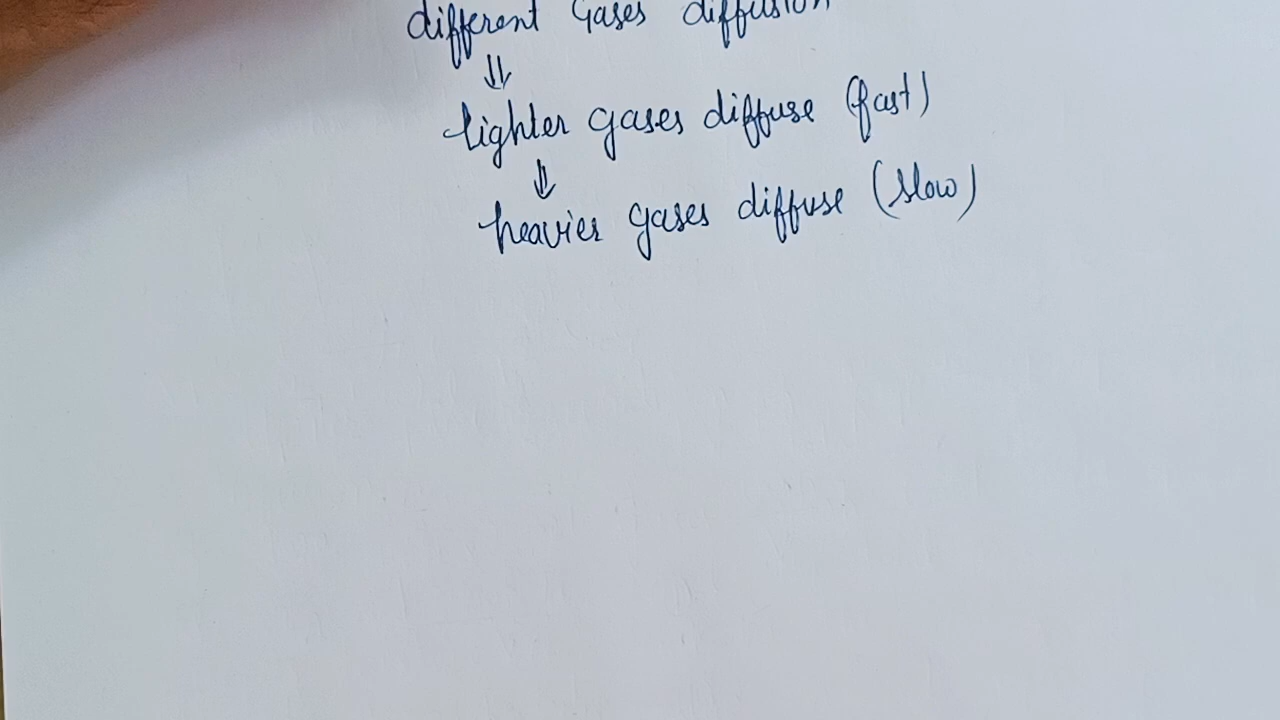 different Gases diffusion
⇓
lighter gases diffuse (fast)
⇓
heavier gases diffuse (slow)